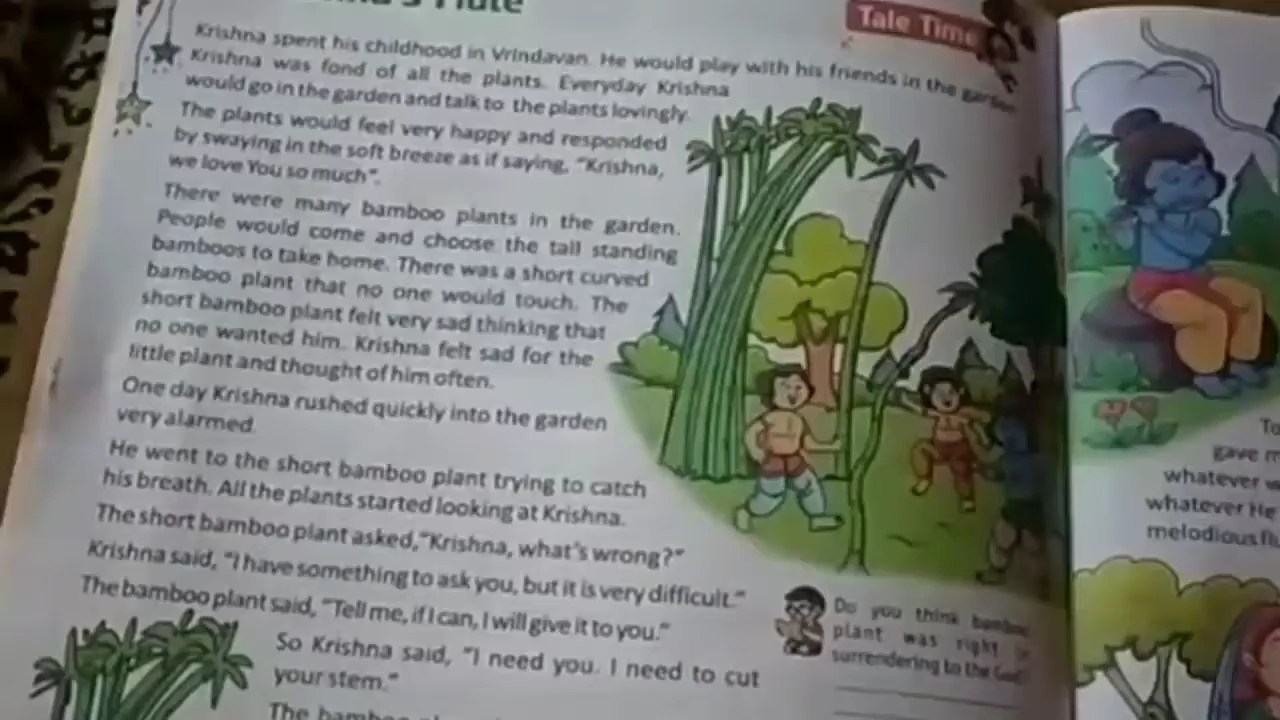 Flute
Tale Time
Krishna spent his childhood in Vrindavan. He would play with his friends in the garden
Krishna was fond of all the plants. Everyday Krishna
would go in the garden and talk to the plants lovingly.
The plants would feel very happy and responded
by swaying in the soft breeze as if saying, "Krishna,
we love You so much".
There were many bamboo plants in the garden.
People would come and choose the tall standing
bamboos to take home. There was a short curved
bamboo plant that no one would touch. The
short bamboo plant felt very sad thinking that
no one wanted him. Krishna felt sad for the
little plant and thought of him often.
One day Krishna rushed quickly into the garden
very alarmed.
He went to the short bamboo plant trying to catch
his breath. All the plants started looking at Krishna.
The short bamboo plant asked,"Krishna, what's wrong?"
Krishna said, "I have something to ask you, but it is very difficult."
The bamboo plant said, "Tell me, if I can, I will give it to you."
So Krishna said, "I need you. I need to cut
your stem."
The
Do you think bamboo
plant was right
surrendering to the God?
To
gave
whatever
whatever He
melodious